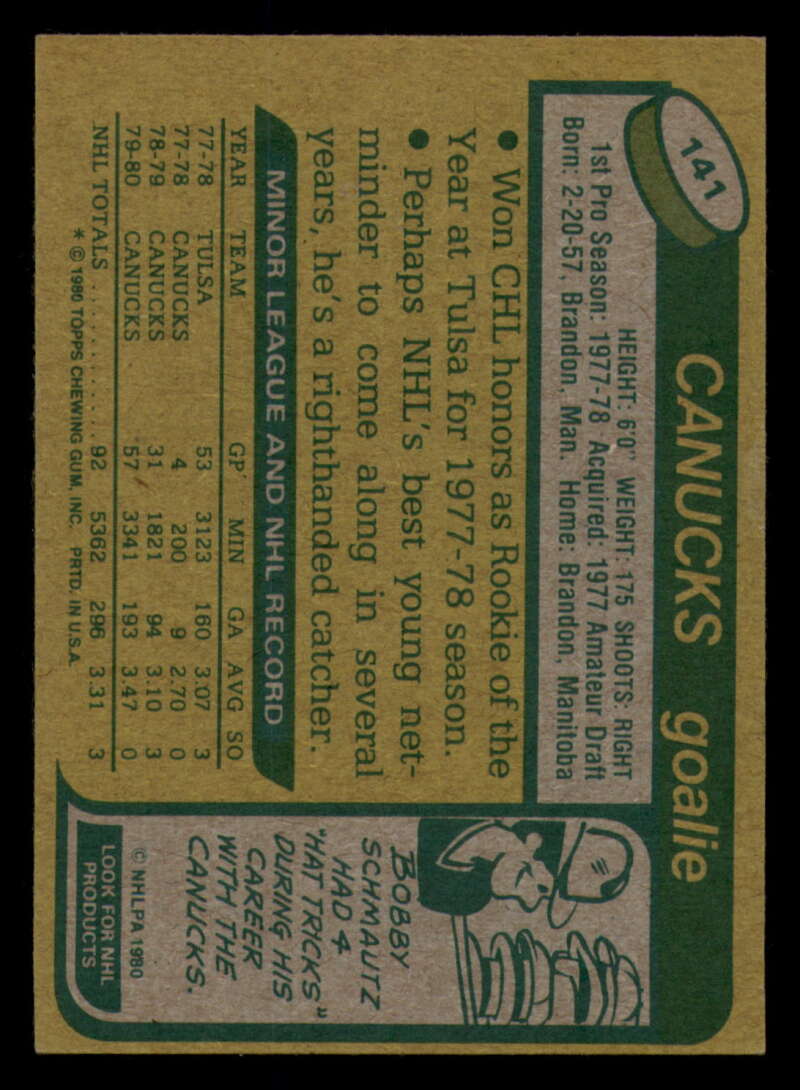 141
CANUCKS goalie
HEIGHT: 6'0" WEIGHT: 175 SHOOTS: RIGHT
1st Pro Season: 1977-78 Acquired: 1977 Amateur Draft
Born: 2-20-57, Brandon, Man. Home: Brandon, Manitoba
• Won CHL honors as Rookie of the
Year at Tulsa for 1977-78 season.
• Perhaps NHL's best young net-
minder to come along in several
years, he's a righthanded catcher.
MINOR LEAGUE AND NHL RECORD
YEAR TEAM GP MIN GA AVG SO
77-78 TULSA 53 3123 160 3.07 3
77-78 CANUCKS 4 200 9 2.70 0
78-79 CANUCKS 31 1821 94 3.10 3
79-80 CANUCKS 57 3341 193 3.47 0
NHL TOTALS ............ 92 5362 296 3.31 3
* © 1980 TOPPS CHEWING GUM, INC. PRTD. IN U.S.A.
BOBBY
SCHMAUTZ
HAD 4
"HAT TRICKS"
DURING HIS
CAREER
WITH THE
CANUCKS.
© NHLPA 1980
LOOK FOR NHL
PRODUCTS